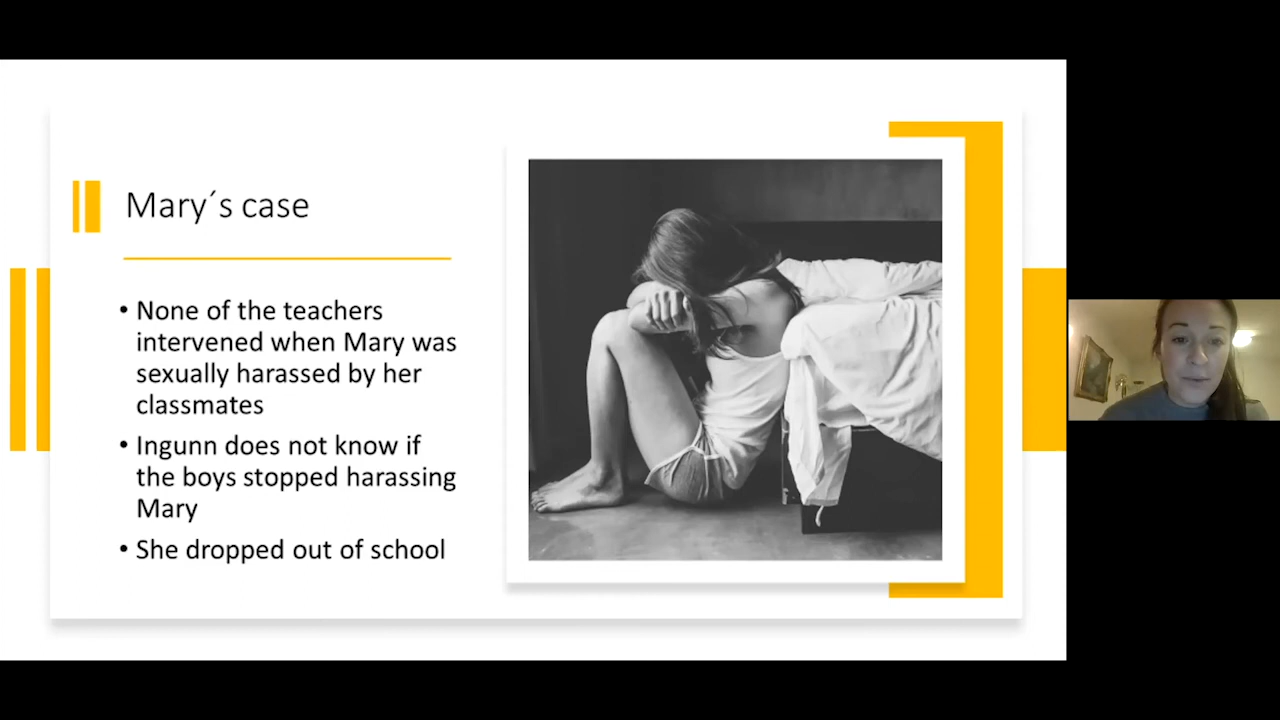 Mary´s case
• None of the teachers
intervened when Mary was
sexually harassed by her
classmates
• Ingunn does not know if
the boys stopped harassing
Mary
• She dropped out of school